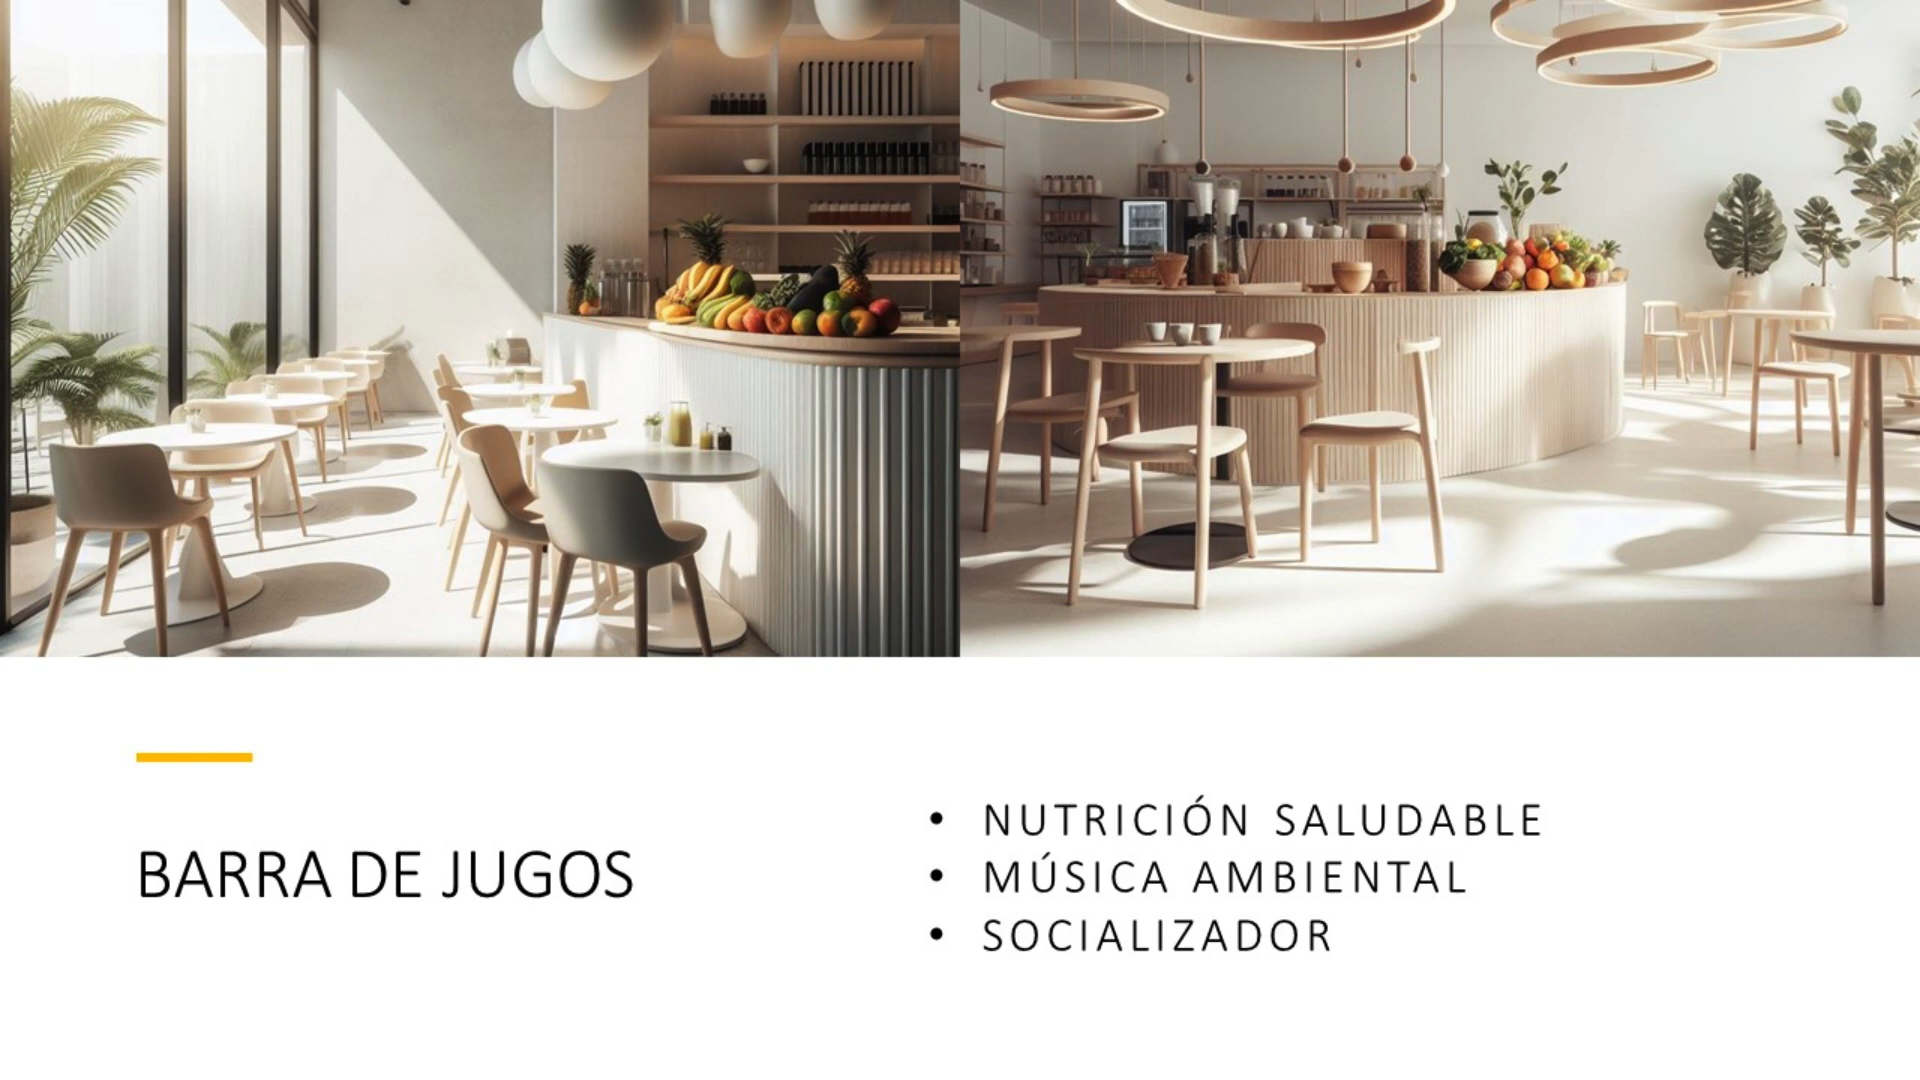 BARRA DE JUGOS
• NUTRICIÓN SALUDABLE
• MÚSICA AMBIENTAL
• SOCIALIZADOR